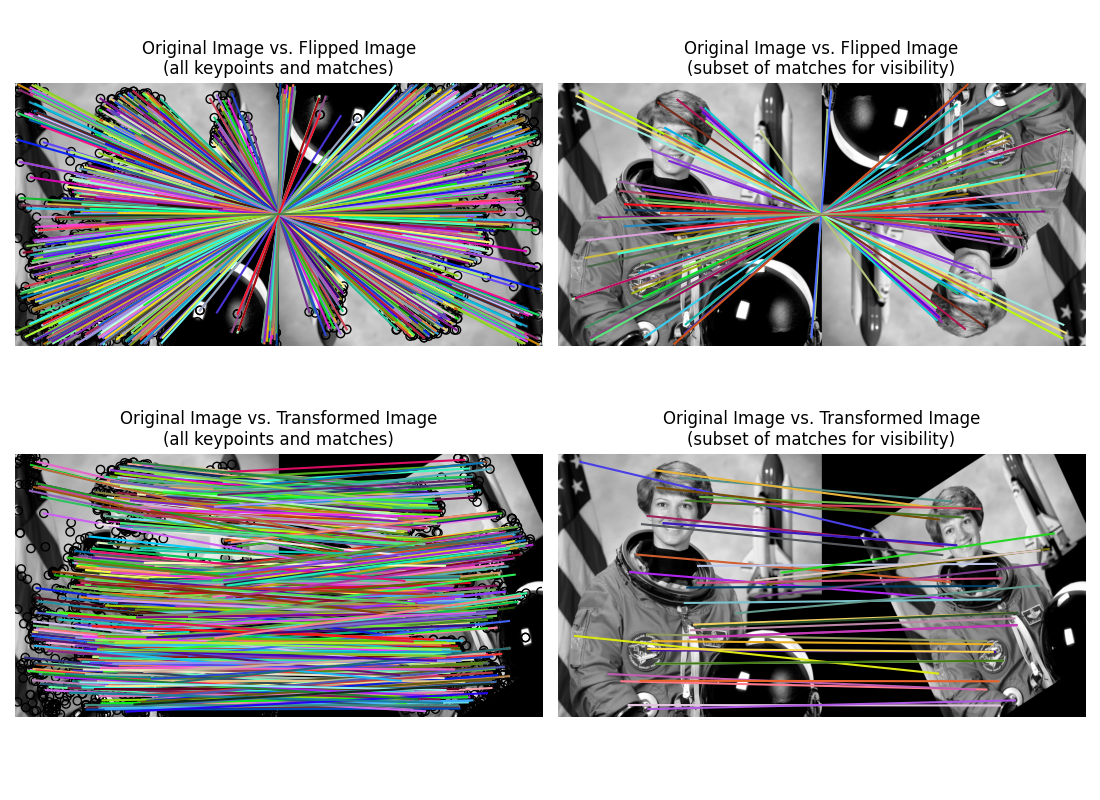 Original Image vs. Flipped Image
(all keypoints and matches)
Original Image vs. Flipped Image
(subset of matches for visibility)
Original Image vs. Transformed Image
(all keypoints and matches)
Original Image vs. Transformed Image
(subset of matches for visibility)